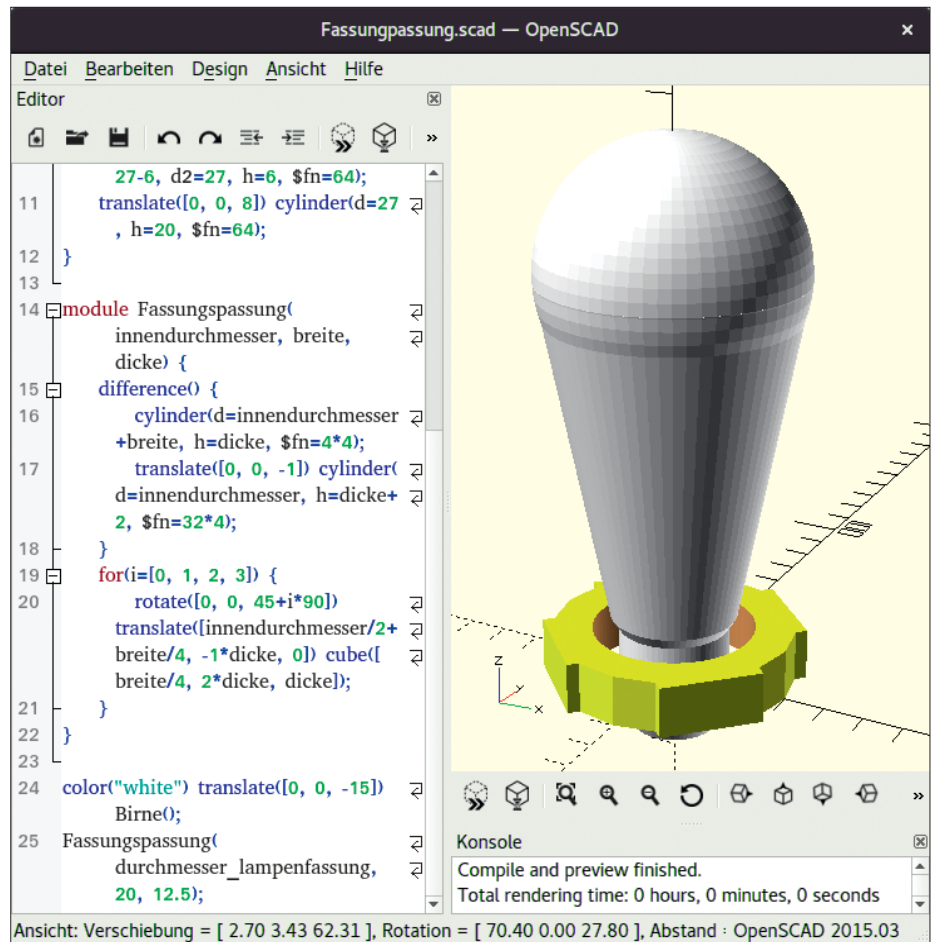 Fassungpassung.scad — OpenSCAD
Datei Bearbeiten Design Ansicht Hilfe
Editor
27-6, d2=27, h=6, $fn=64);
11 translate([0, 0, 8]) cylinder(d=27
, h=20, $fn=64);
12 }
13
14 module Fassungspassung(
innendurchmesser, breite,
dicke) {
15 difference() {
16 cylinder(d=innendurchmesser
+breite, h=dicke, $fn=4*4);
17 translate([0, 0, -1]) cylinder(
d=innendurchmesser, h=dicke+
2, $fn=32*4);
18 }
19 for(i=[0, 1, 2, 3]) {
20 rotate([0, 0, 45+i*90])
translate([innendurchmesser/2+
breite/4, -1*dicke, 0]) cube([
breite/4, 2*dicke, dicke]);
21 }
22 }
23
24 color("white") translate([0, 0, -15])
Birne();
25 Fassungspassung(
durchmesser_lampenfassung,
20, 12.5);
z
x
Konsole
Compile and preview finished.
Total rendering time: 0 hours, 0 minutes, 0 seconds
Ansicht: Verschiebung = [ 2.70 3.43 62.31 ], Rotation = [ 70.40 0.00 27.80 ], Abstand : OpenSCAD 2015.03